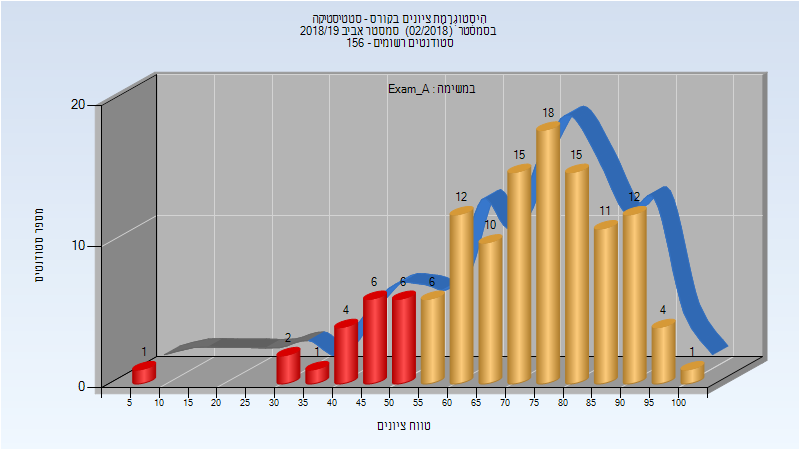 היסטוגרמת ציונים בקורס - סטטיסטיקה
בסמסטר (02/2018) סמסטר אביב 2018/19
סטודנטים רשומים - 156
במשימה : Exam_A
מספר סטודנטים
20
10
0
1
2
1
4
6
6
6
12
10
15
18
15
11
12
4
1
5 10 15 20 25 30 35 40 45 50 55 60 65 70 75 80 85 90 95 100
טווח ציונים